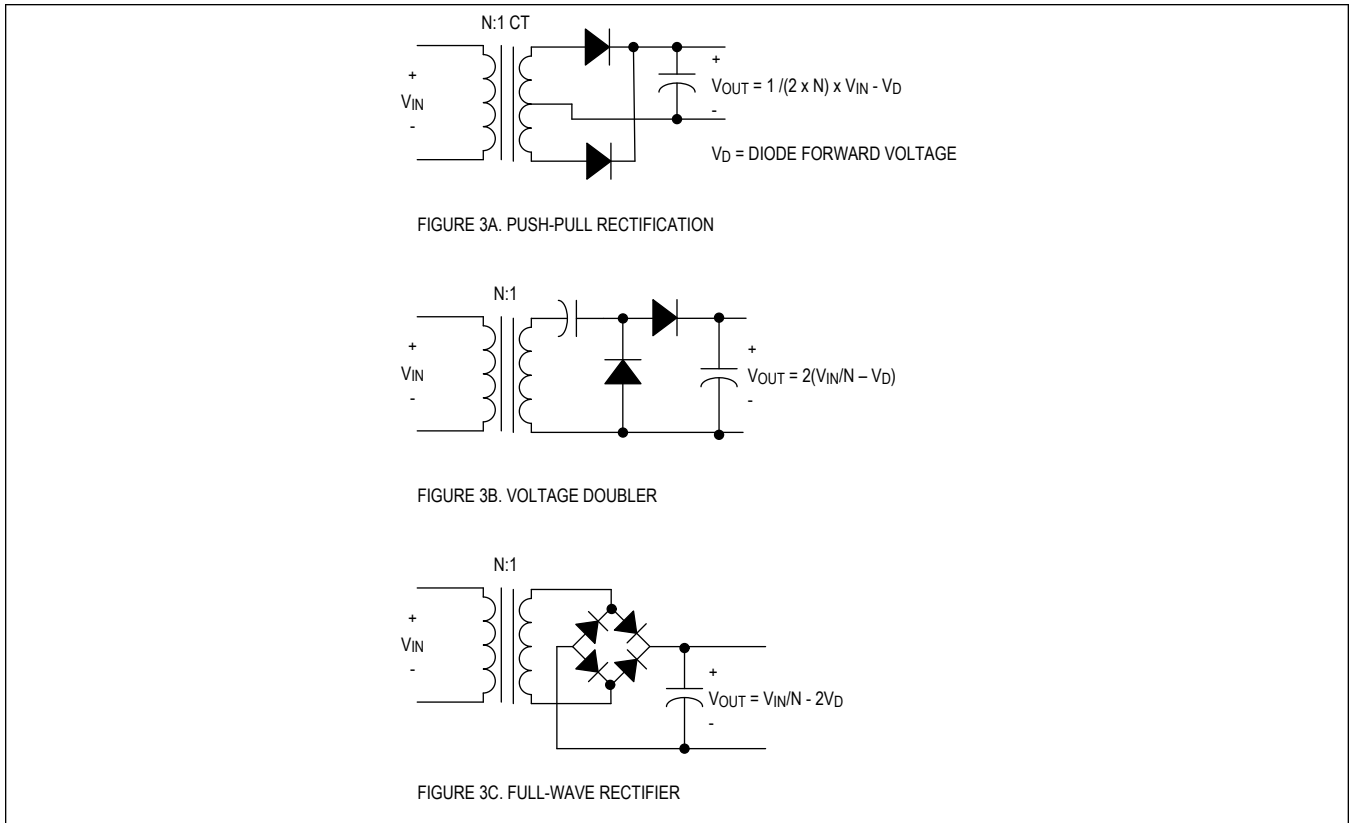 N:1 CT
+
VIN
-
+
VOUT = 1 /(2 x N) x VIN - VD
-
VD = DIODE FORWARD VOLTAGE
FIGURE 3A. PUSH-PULL RECTIFICATION
N:1
+
VIN
-
+
VOUT = 2(VIN/N – VD)
-
FIGURE 3B. VOLTAGE DOUBLER
N:1
+
VIN
-
+
VOUT = VIN/N - 2VD
-
FIGURE 3C. FULL-WAVE RECTIFIER